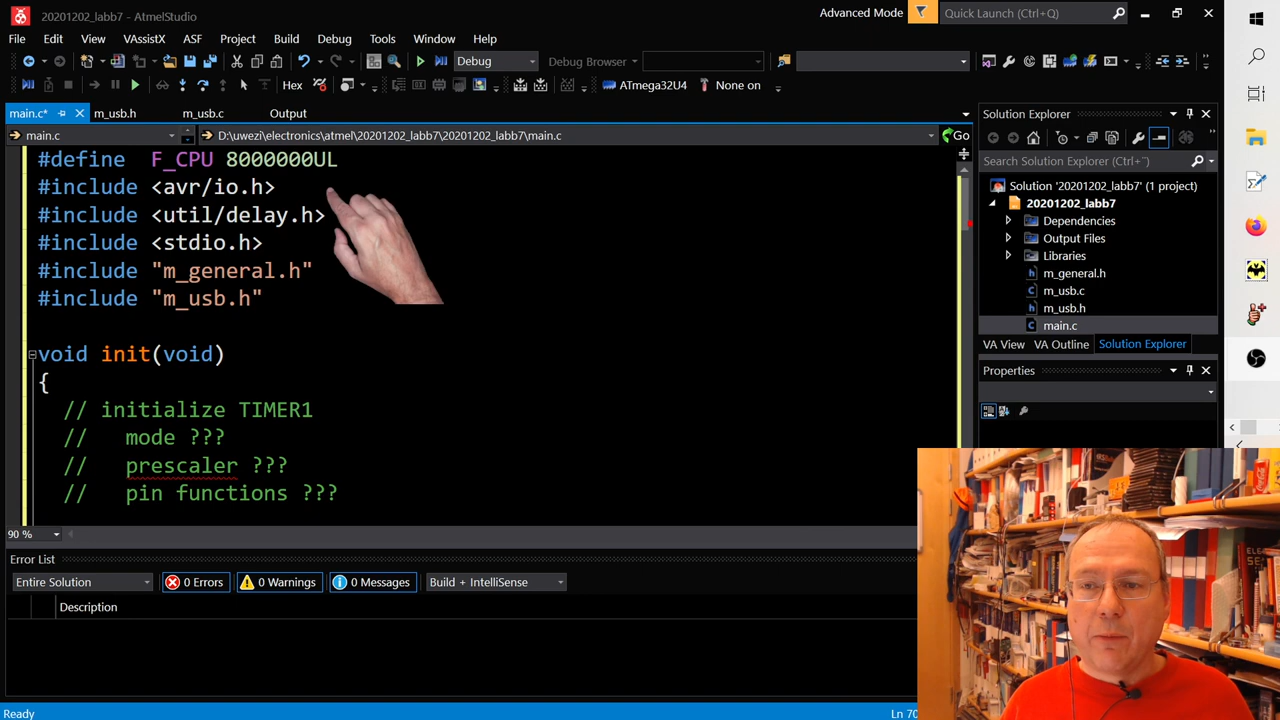 20201202_labb7 - AtmelStudio
Advanced Mode
Quick Launch (Ctrl+Q)
File Edit View VAssistX ASF Project Build Debug Tools Window Help
Debug
Debug Browser
Hex
ATmega32U4
None on
main.c*
m_usb.h
m_usb.c
Output
main.c
D:\uwezi\electronics\atmel\20201202_labb7\20201202_labb7\main.c
Go
#define F_CPU 8000000UL
#include <avr/io.h>
#include <util/delay.h>
#include <stdio.h>
#include "m_general.h"
#include "m_usb.h"
void init(void)
{
// initialize TIMER1
// mode ???
// prescaler ???
// pin functions ???
90 %
Error List
Entire Solution
0 Errors
0 Warnings
0 Messages
Build + IntelliSense
Description
Ready
Ln 70
Solution Explorer
Search Solution Explorer (Ctrl+¨)
Solution '20201202_labb7' (1 project)
20201202_labb7
Dependencies
Output Files
Libraries
m_general.h
m_usb.c
m_usb.h
main.c
VA View
VA Outline
Solution Explorer
Properties